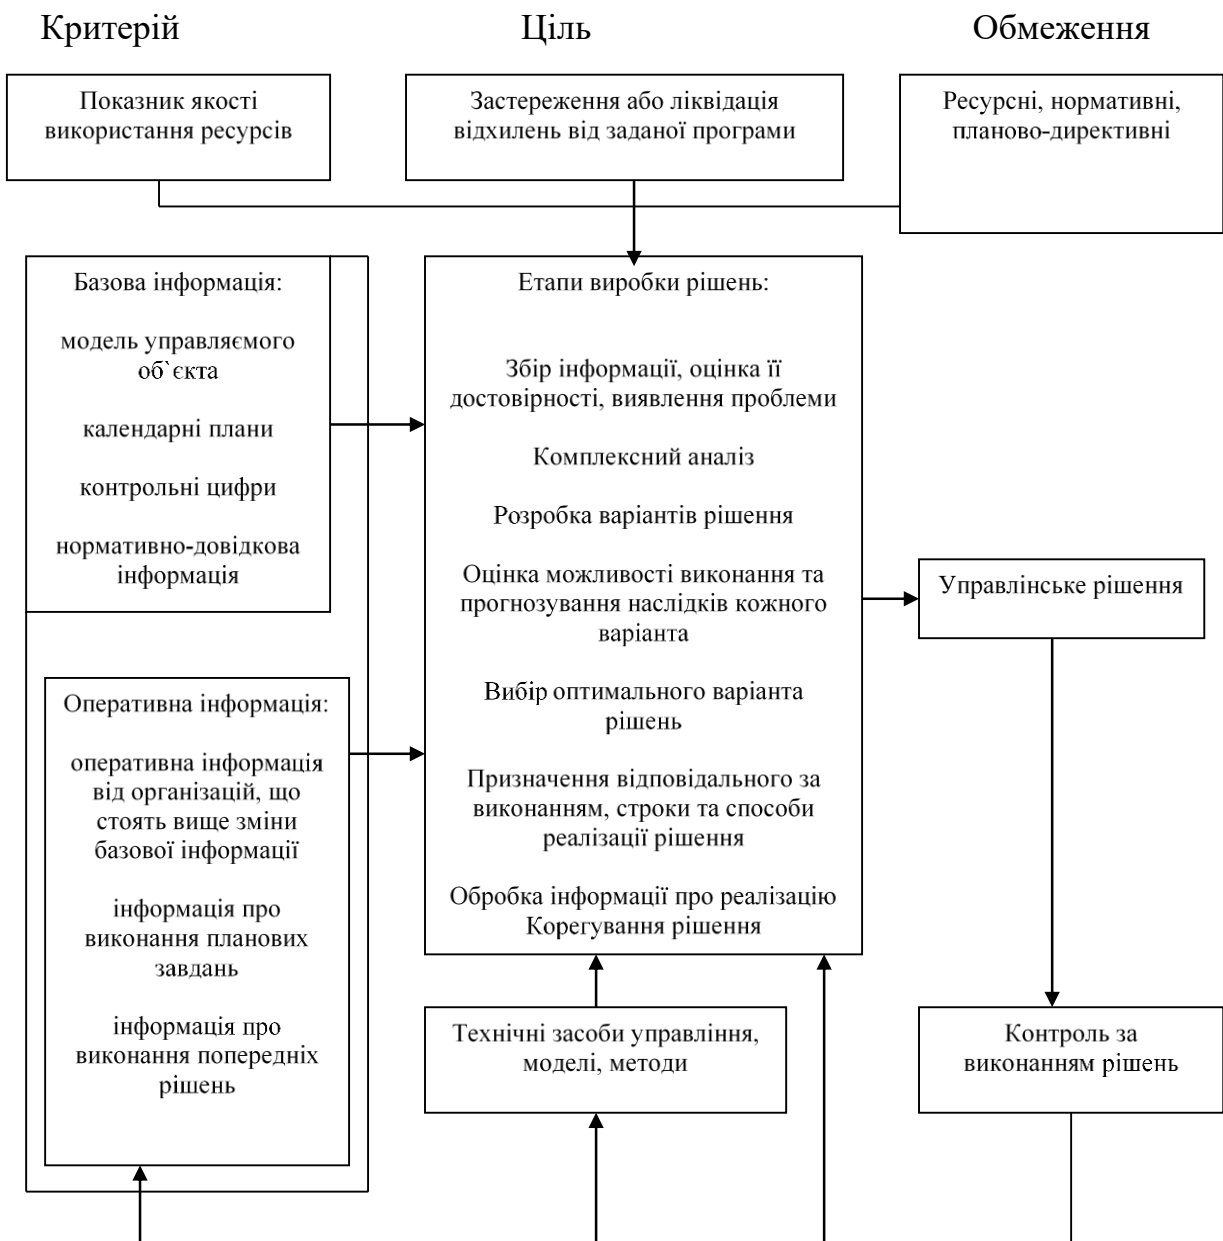 Критерій
Ціль
Обмеження
Показник якості
використання ресурсів
Застереження або ліквідація
відхилень від заданої програми
Ресурсні, нормативні,
планово-директивні
Базова інформація:
модель управляємого
об`єкта
календарні плани
контрольні цифри
нормативно-довідкова
інформація
Оперативна інформація:
оперативна інформація
від організацій, що
стоять вище зміни
базової інформації
інформація про
виконання планових
завдань
інформація про
виконання попередніх
рішень
Етапи виробки рішень:
Збір інформації, оцінка її
достовірності, виявлення проблеми
Комплексний аналіз
Розробка варіантів рішення
Оцінка можливості виконання та
прогнозування наслідків кожного
варіанта
Вибір оптимального варіанта
рішень
Призначення відповідального за
виконанням, строки та способи
реалізації рішення
Обробка інформації про реалізацію
Корегування рішення
Технічні засоби управління,
моделі, методи
Управлінське рішення
Контроль за
виконанням рішень